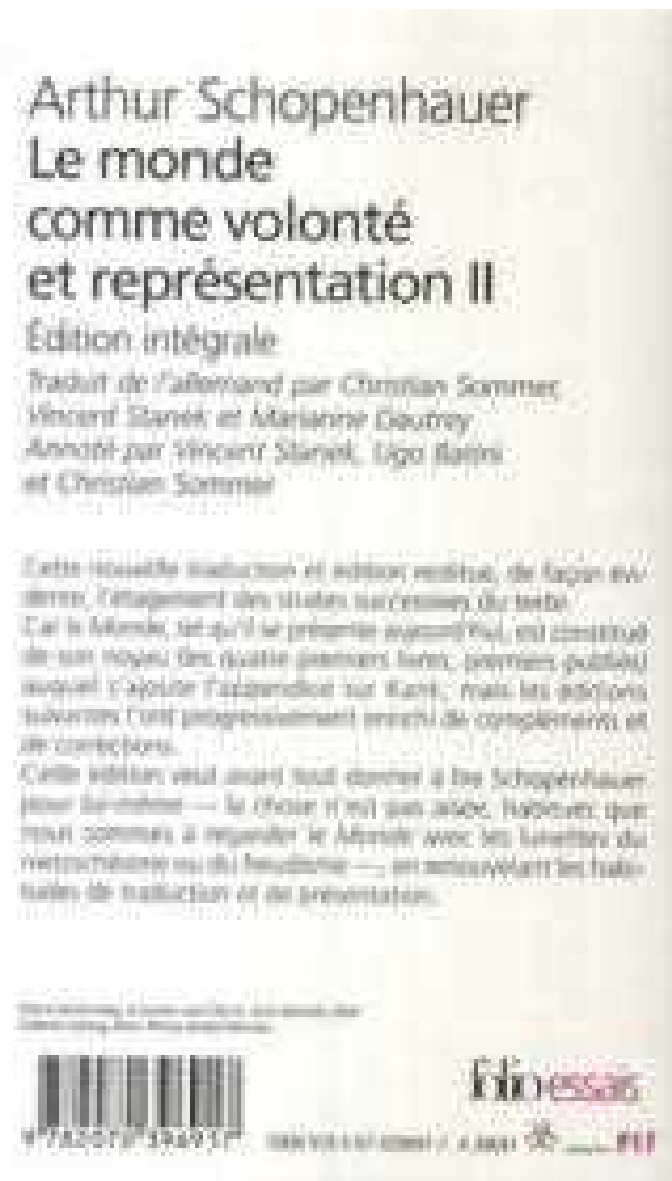 Arthur Schopenhauer
Le monde
comme volonté
et représentation II
Édition intégrale
Traduit de l'allemand par Christian Sommer,
Vincent Stanek et Marianne Dautrey
Annoté par Vincent Stanek, Ugo Batini
et Christian Sommer
Cette nouvelle traduction et édition restitue, de façon évi-
dente, l'étagement des strates successives du texte.
Car le Monde, tel qu'il se présente aujourd'hui, est constitué
de son noyau (les quatre premiers livres, premiers publiés)
auquel s'ajoute l'appendice sur Kant, mais les éditions
suivantes l'ont progressivement enrichi de compléments et
de corrections.
Cette édition veut avant tout donner à lire Schopenhauer
pour lui-même — la chose n'est pas aisée, habitués que
nous sommes à regarder le Monde avec les lunettes du
nietzschéisme ou du freudisme —, en renouvelant les habi-
tudes de traduction et de présentation.
folio essais
9 782070 396917